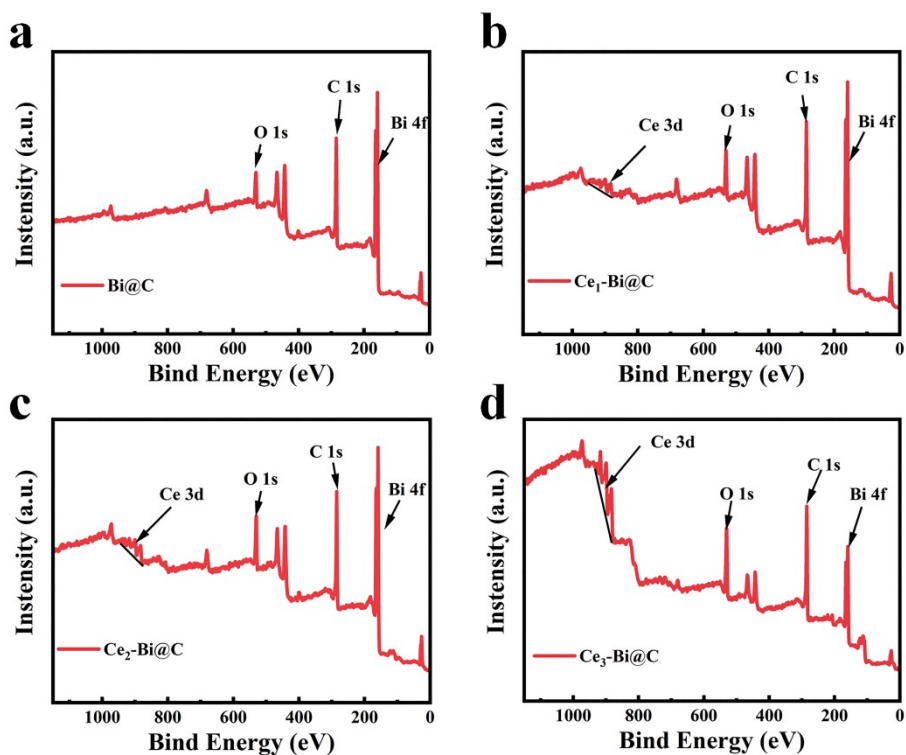 a
Instensity (a.u.)
O 1s
C 1s
Bi 4f
Bi@C
1000 800 600 400 200 0
Bind Energy (eV)
b
Instensity (a.u.)
Ce 3d
O 1s
C 1s
Bi 4f
Ce₁-Bi@C
1000 800 600 400 200 0
Bind Energy (eV)
c
Instensity (a.u.)
Ce 3d
O 1s
C 1s
Bi 4f
Ce₂-Bi@C
1000 800 600 400 200 0
Bind Energy (eV)
d
Instensity (a.u.)
Ce 3d
O 1s
C 1s
Bi 4f
Ce₃-Bi@C
1000 800 600 400 200 0
Bind Energy (eV)